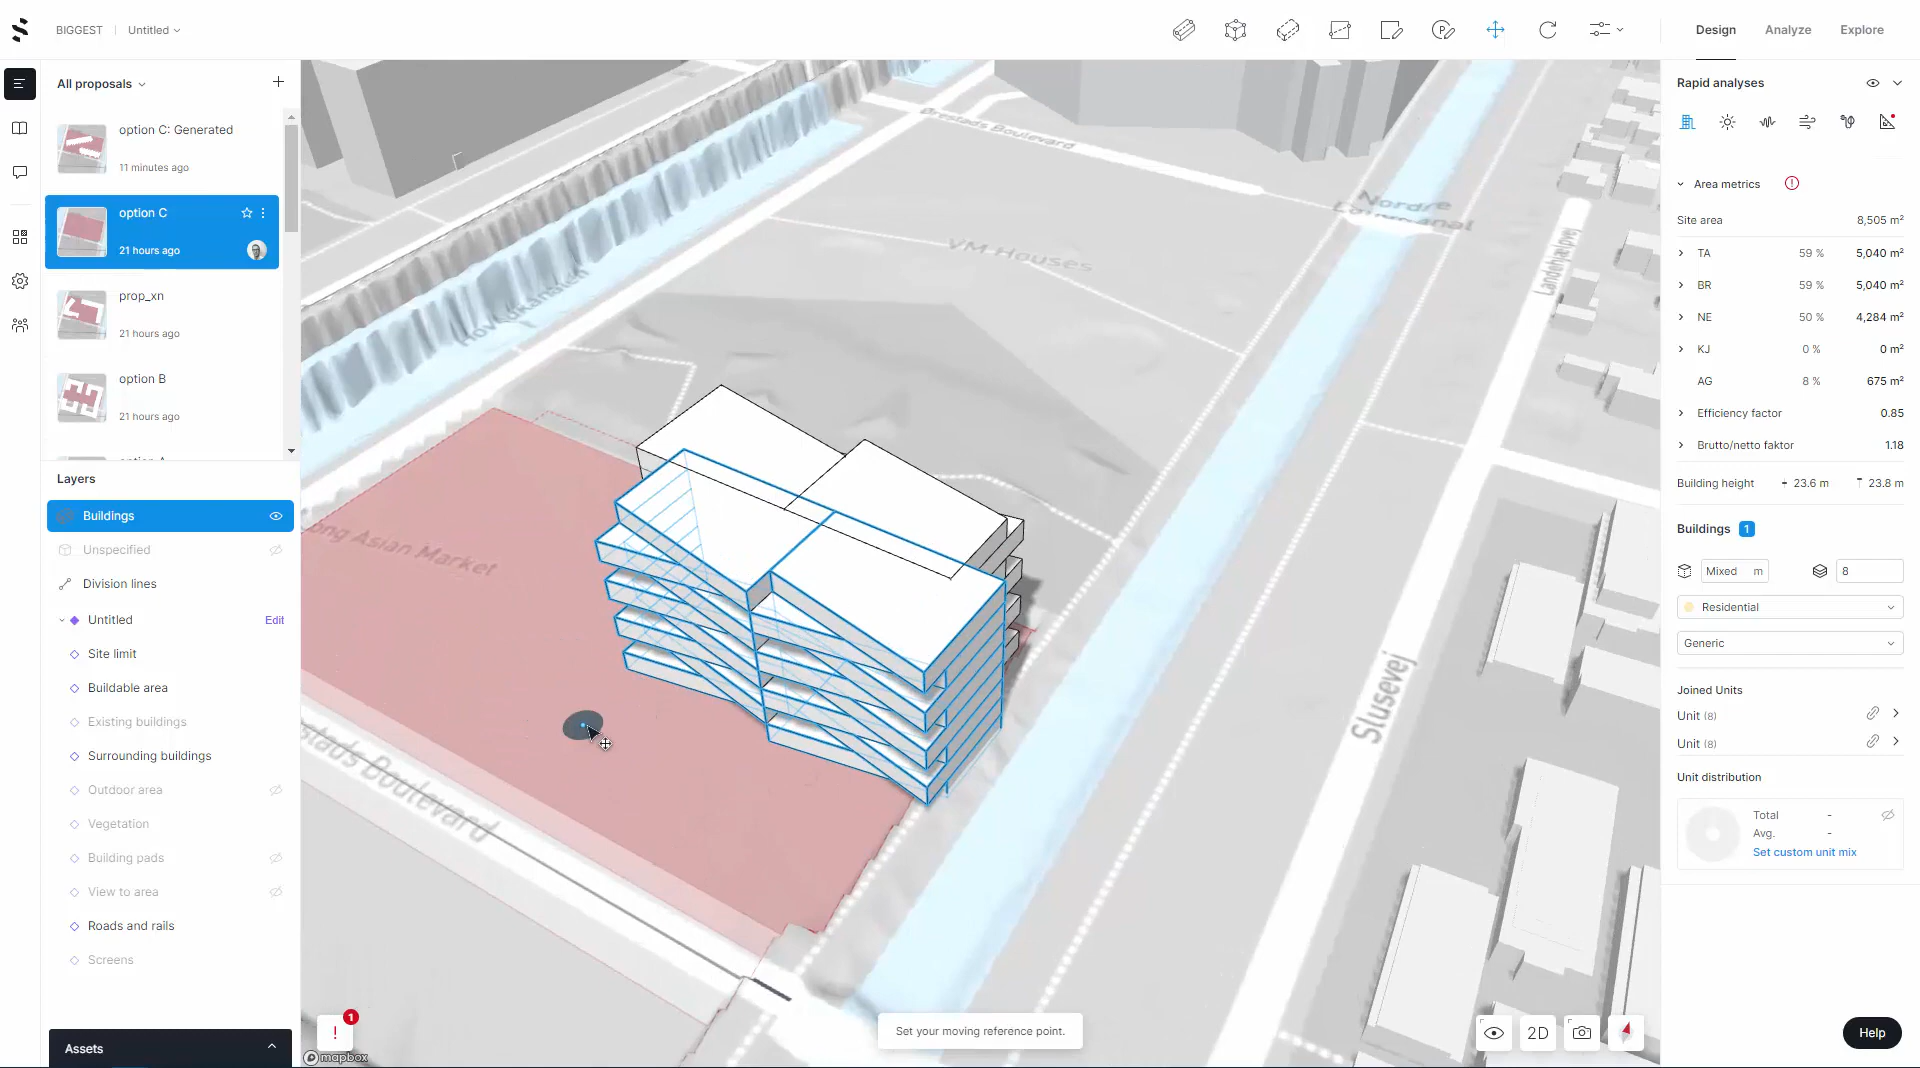 BIGGEST
Untitled
Design
Analyze
Explore
All proposals
option C: Generated
11 minutes ago
option C
21 hours ago
prop_xn
21 hours ago
option B
21 hours ago
Layers
Buildings
Unspecified
Division lines
Untitled
Edit
Site limit
Buildable area
Existing buildings
Surrounding buildings
Outdoor area
Vegetation
Building pads
View to area
Roads and rails
Screens
Assets
Ørestads Boulevard
Nordre
VM Houses
Landehjælpvej
Hovedkanalen
ong Asian Market
Slusevej
stads Boulevard
Set your moving reference point.
1
!
mapbox
2D
Rapid analyses
Area metrics
Site area 8,505 m²
TA 59 % 5,040 m²
BR 59 % 5,040 m²
NE 50 % 4,284 m²
KJ 0 % 0 m²
AG 8 % 675 m²
Efficiency factor 0.85
Brutto/netto faktor 1.18
Building height 23.6 m 23.8 m
Buildings 1
Mixed m 8
Residential
Generic
Joined Units
Unit (8)
Unit (8)
Unit distribution
Total -
Avg. -
Set custom unit mix
Help